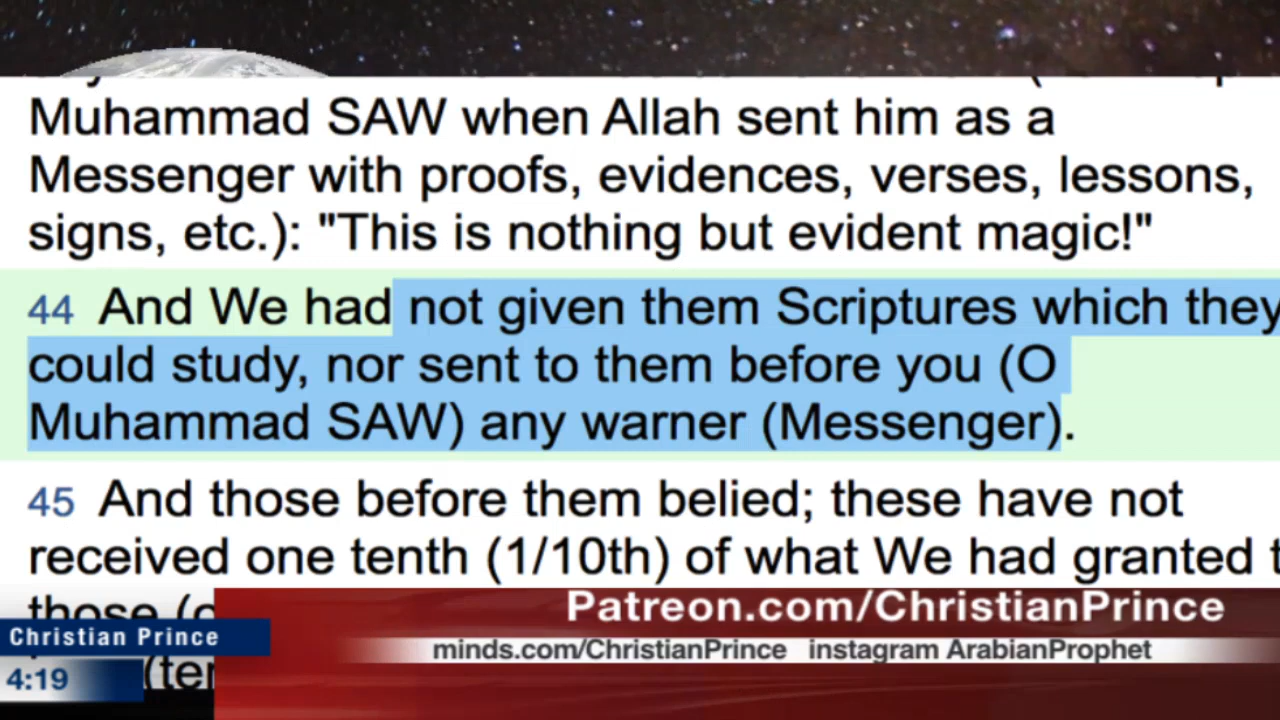 Muhammad SAW when Allah sent him as a
Messenger with proofs, evidences, verses, lessons,
signs, etc.): "This is nothing but evident magic!"
44 And We had not given them Scriptures which they
could study, nor sent to them before you (O
Muhammad SAW) any warner (Messenger).
45 And those before them belied; these have not
received one tenth (1/10th) of what We had granted
those
Patreon.com/ChristianPrince
Christian Prince
minds.com/ChristianPrince instagram ArabianProphet
4:19